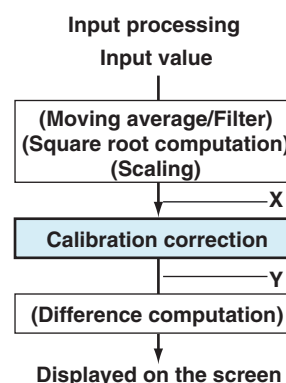 Input processing
Input value
(Moving average/Filter)
(Square root computation)
(Scaling)
X
Calibration correction
Y
(Difference computation)
Displayed on the screen